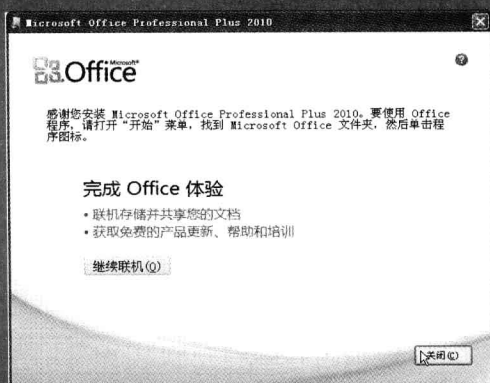 Microsoft Office Professional Plus 2010
Microsoft®
Office
感谢您安装 Microsoft Office Professional Plus 2010。要使用 Office
程序，请打开“开始”菜单，找到 Microsoft Office 文件夹，然后单击程
序图标。
完成 Office 体验
• 联机存储并共享您的文档
• 获取免费的产品更新、帮助和培训
继续联机(O)
关闭(C)